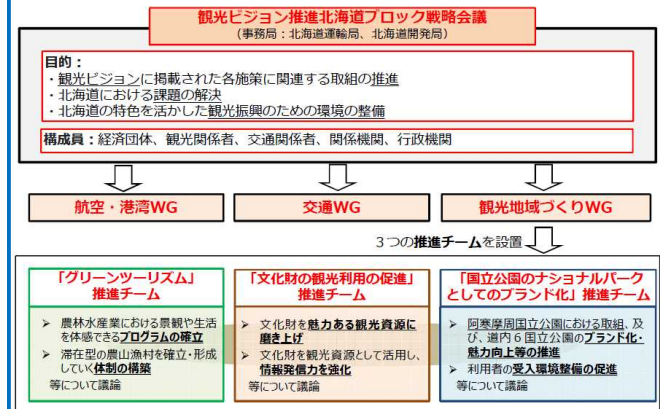 観光ビジョン推進北海道ブロック戦略会議
(事務局：北海道運輸局、北海道開発局)
目的：
・観光ビジョンに掲載された各施策に関連する取組の推進
・北海道における課題の解決
・北海道の特色を活かした観光振興のための環境の整備
構成員：経済団体、観光関係者、交通関係者、関係機関、行政機関
航空・港湾WG
交通WG
観光地域づくりWG
３つの推進チームを設置
「グリーンツーリズム」
推進チーム
➢ 農林水産業における景観や生活
を体感できるプログラムの確立
➢ 滞在型の農山漁村を確立・形成
していく体制の構築
等について議論
「文化財の観光利用の促進」
推進チーム
➢ 文化財を魅力ある観光資源に
磨き上げ
➢ 文化財を観光資源として活用し、
情報発信力を強化
等について議論
「国立公園のナショナルパーク
としてのブランド化」推進チーム
➢ 阿寒摩周国立公園における取組、及
び、道内６国立公園のブランド化・
魅力向上等の推進
➢ 利用者の受入環境整備の促進
等について議論